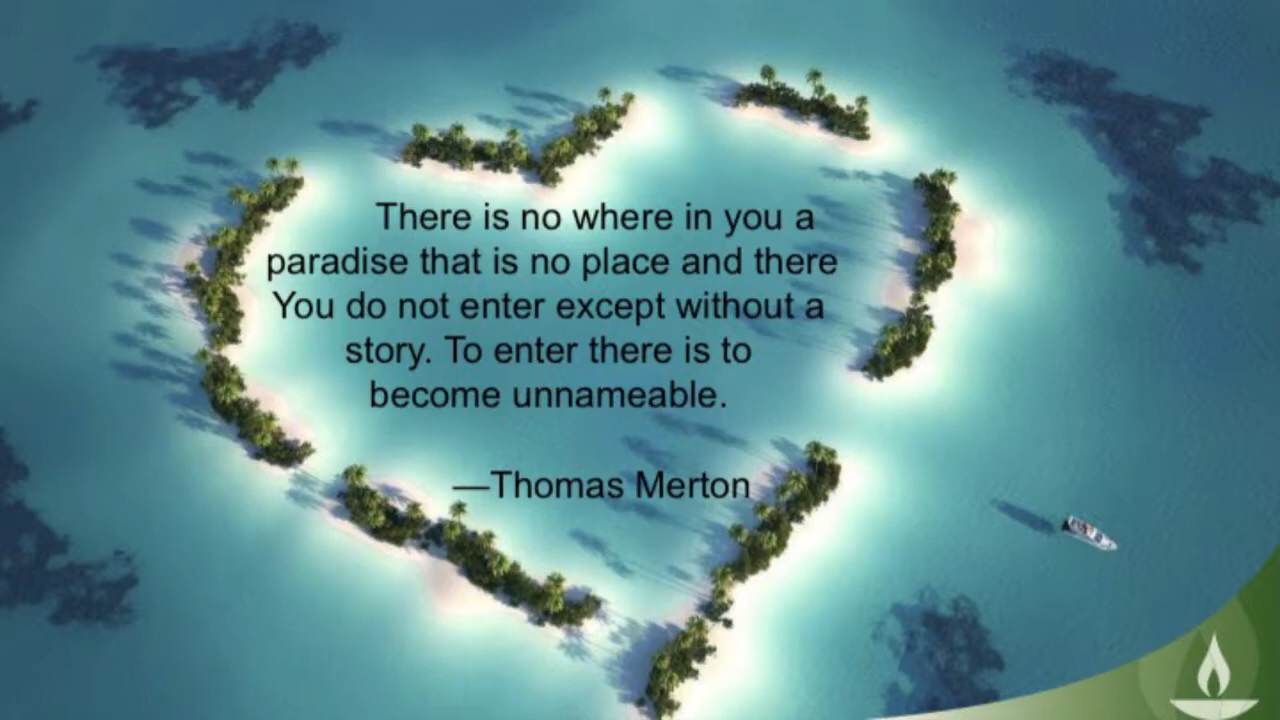 There is no where in you a
paradise that is no place and there
You do not enter except without a
story. To enter there is to
become unnameable.
—Thomas Merton